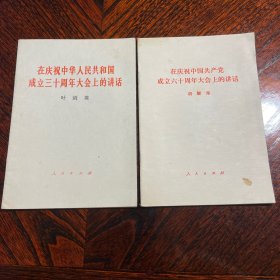 在庆祝中华人民共和国
成立三十周年大会上的讲话
叶剑英
人民出版社
在庆祝中国共产党
成立六十周年大会上的讲话
胡耀邦
人民出版社